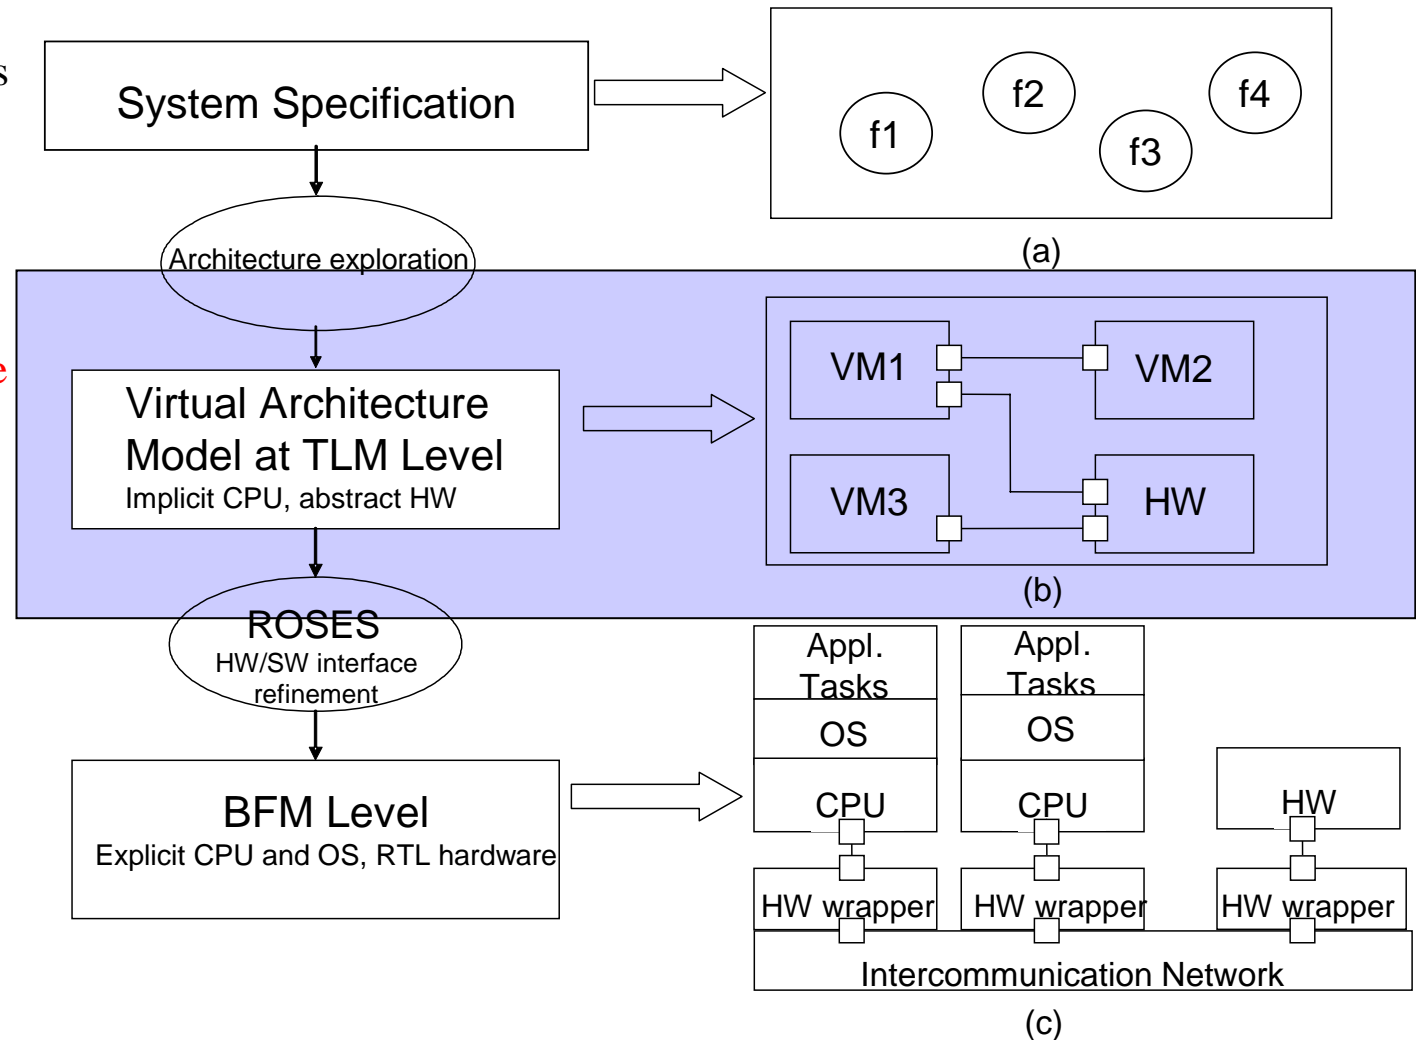 s
System Specification
f1
f2
f3
f4
(a)
Architecture exploration
e
Virtual Architecture
Model at TLM Level
Implicit CPU, abstract HW
VM1
VM2
VM3
HW
(b)
ROSES
HW/SW interface
refinement
BFM Level
Explicit CPU and OS, RTL hardware
Appl.
Tasks
OS
CPU
HW wrapper
Appl.
Tasks
OS
CPU
HW wrapper
HW
HW wrapper
Intercommunication Network
(c)